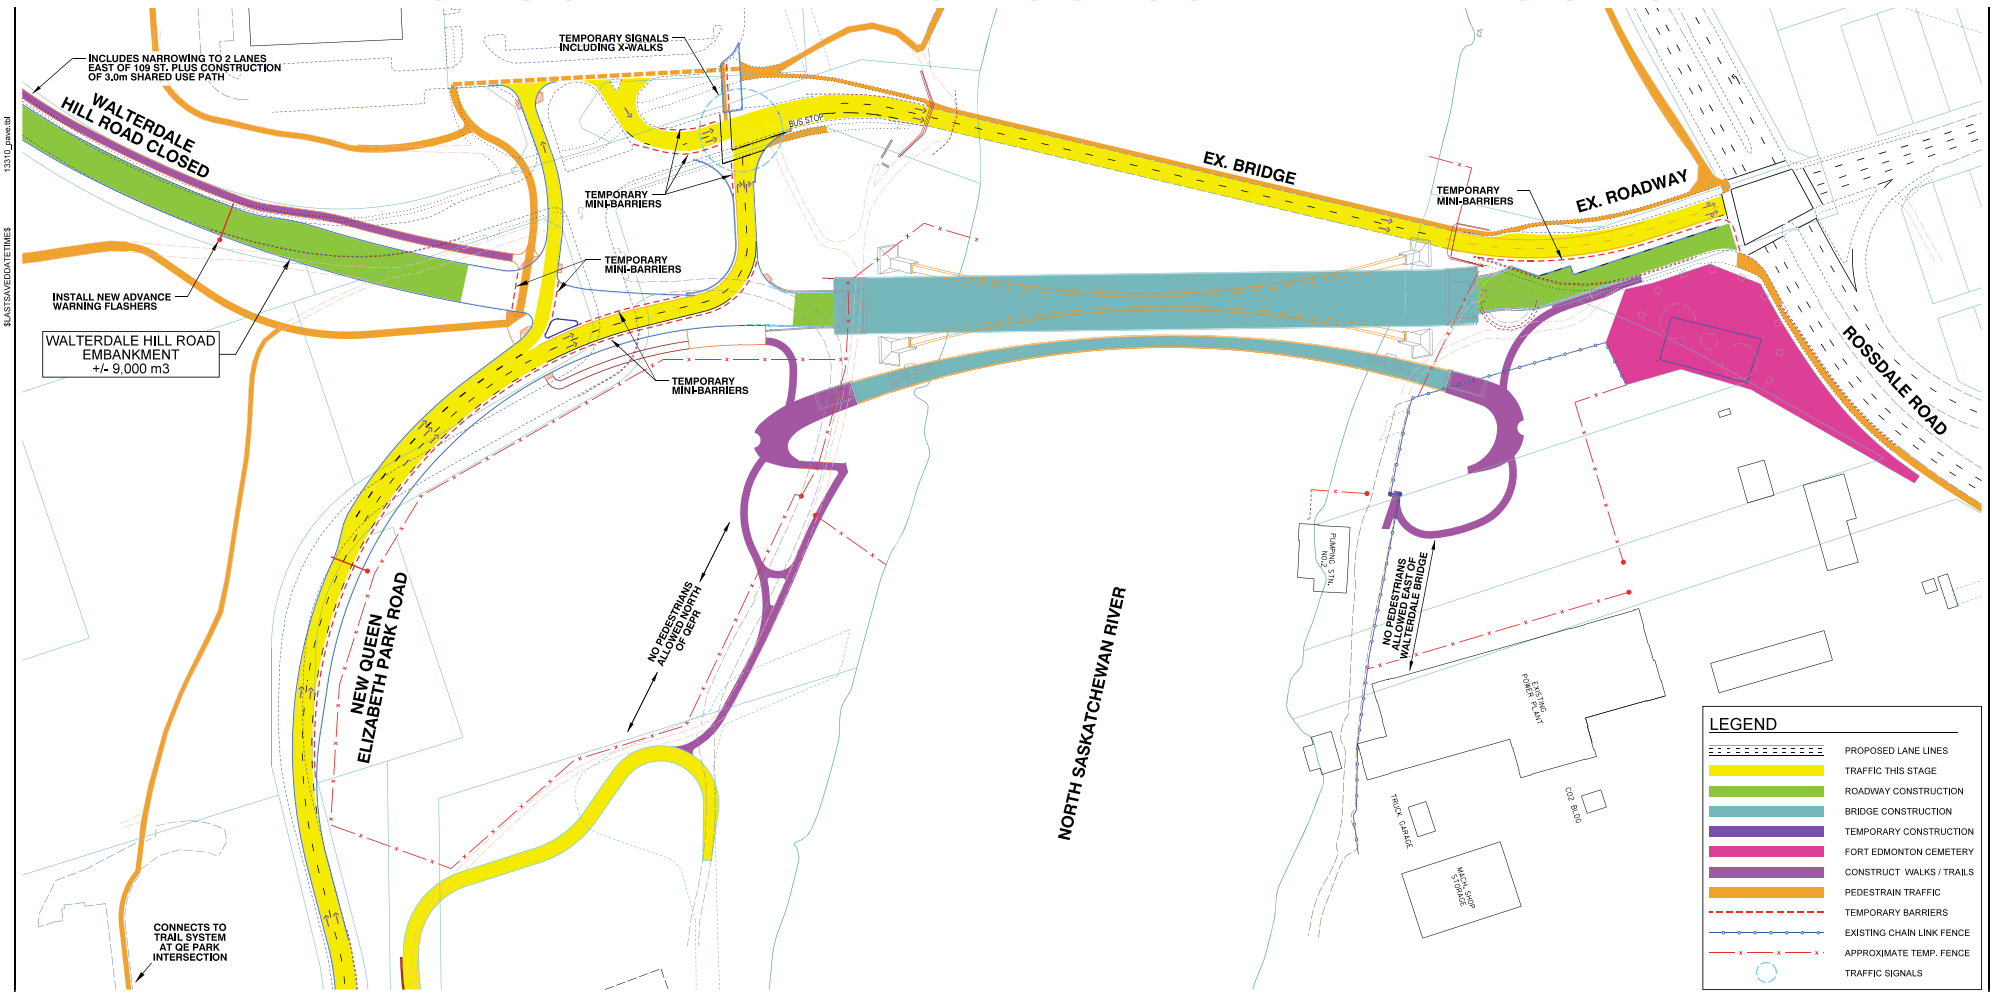 INCLUDES NARROWING TO 2 LANES
EAST OF 109 ST. PLUS CONSTRUCTION
OF 3.0m SHARED USE PATH
TEMPORARY SIGNALS
INCLUDING X-WALKS
WALTERDALE
HILL ROAD CLOSED
13310_pave.tbl
$LASTSAVEDDATETIME$
BUS STOP
EX. BRIDGE
TEMPORARY
MINI-BARRIERS
EX. ROADWAY
TEMPORARY
MINI-BARRIERS
TEMPORARY
MINI-BARRIERS
INSTALL NEW ADVANCE
WARNING FLASHERS
WALTERDALE HILL ROAD
EMBANKMENT
+/- 9,000 m3
TEMPORARY
MINI-BARRIERS
ROSSDALE ROAD
NEW QUEEN
ELIZABETH PARK ROAD
NO PEDESTRIANS
ALLOWED NORTH
OF QEPR
NORTH SASKATCHEWAN RIVER
PUMPING STN.
NO.2
NO PEDESTRIANS
ALLOWED EAST OF
WALTERDALE BRIDGE
EXISTING
POWER PLANT
TRUCK GARAGE
CO2 BLDG
MACH. SHOP
STORAGE
CONNECTS TO
TRAIL SYSTEM
AT QE PARK
INTERSECTION
LEGEND
PROPOSED LANE LINES
TRAFFIC THIS STAGE
ROADWAY CONSTRUCTION
BRIDGE CONSTRUCTION
TEMPORARY CONSTRUCTION
FORT EDMONTON CEMETERY
CONSTRUCT WALKS / TRAILS
PEDESTRAIN TRAFFIC
TEMPORARY BARRIERS
EXISTING CHAIN LINK FENCE
APPROXIMATE TEMP. FENCE
TRAFFIC SIGNALS